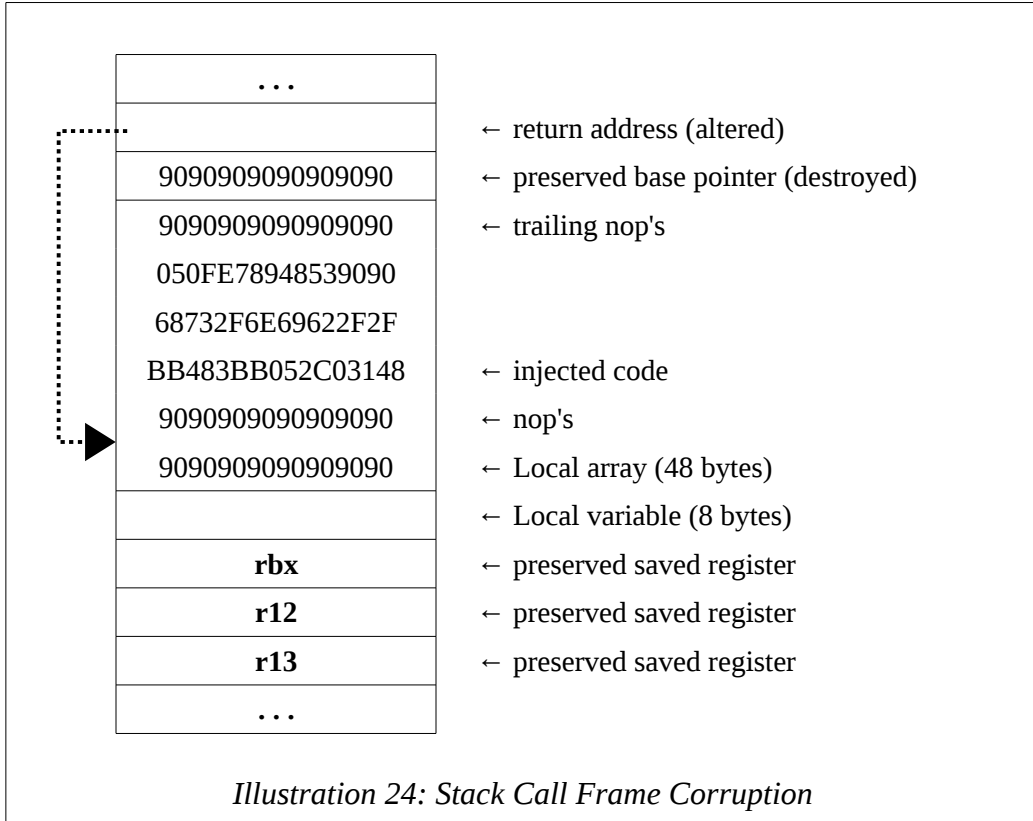 . . .
← return address (altered)
9090909090909090 ← preserved base pointer (destroyed)
9090909090909090 ← trailing nop's
050FE78948539090
68732F6E69622F2F
BB483BB052C03148 ← injected code
9090909090909090 ← nop's
9090909090909090 ← Local array (48 bytes)
← Local variable (8 bytes)
rbx ← preserved saved register
r12 ← preserved saved register
r13 ← preserved saved register
. . .
Illustration 24: Stack Call Frame Corruption